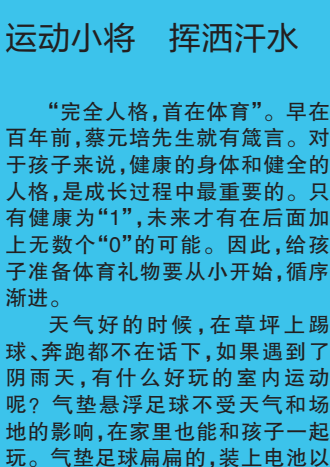 运动小将　挥洒汗水
“完全人格,首在体育”。早在
百年前,蔡元培先生就有箴言。对
于孩子来说,健康的身体和健全的
人格,是成长过程中最重要的。只
有健康为“1”,未来才有在后面加
上无数个“0”的可能。因此,给孩
子准备体育礼物要从小开始,循序
渐进。
天气好的时候,在草坪上踢
球、奔跑都不在话下,如果遇到了
阴雨天,有什么好玩的室内运动
呢？气垫悬浮足球不受天气和场
地的影响,在家里也能和孩子一起
玩。气垫足球扁扁的,装上电池以